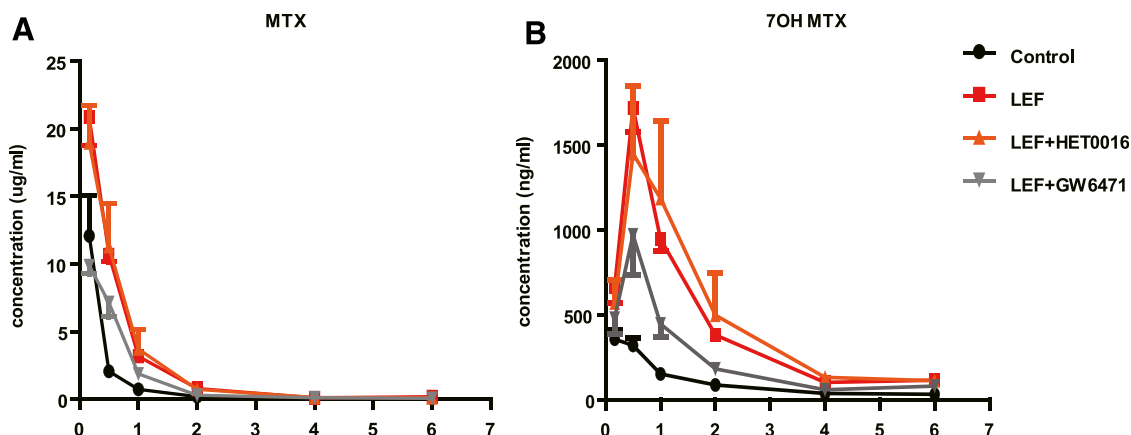 A
MTX
concentration (ug/ml)
25
20
15
10
5
0
0 1 2 3 4 5 6 7
B
7OH MTX
concentration (ng/ml)
2000
1500
1000
500
0
0 1 2 3 4 5 6 7
Control
LEF
LEF+HET0016
LEF+GW6471